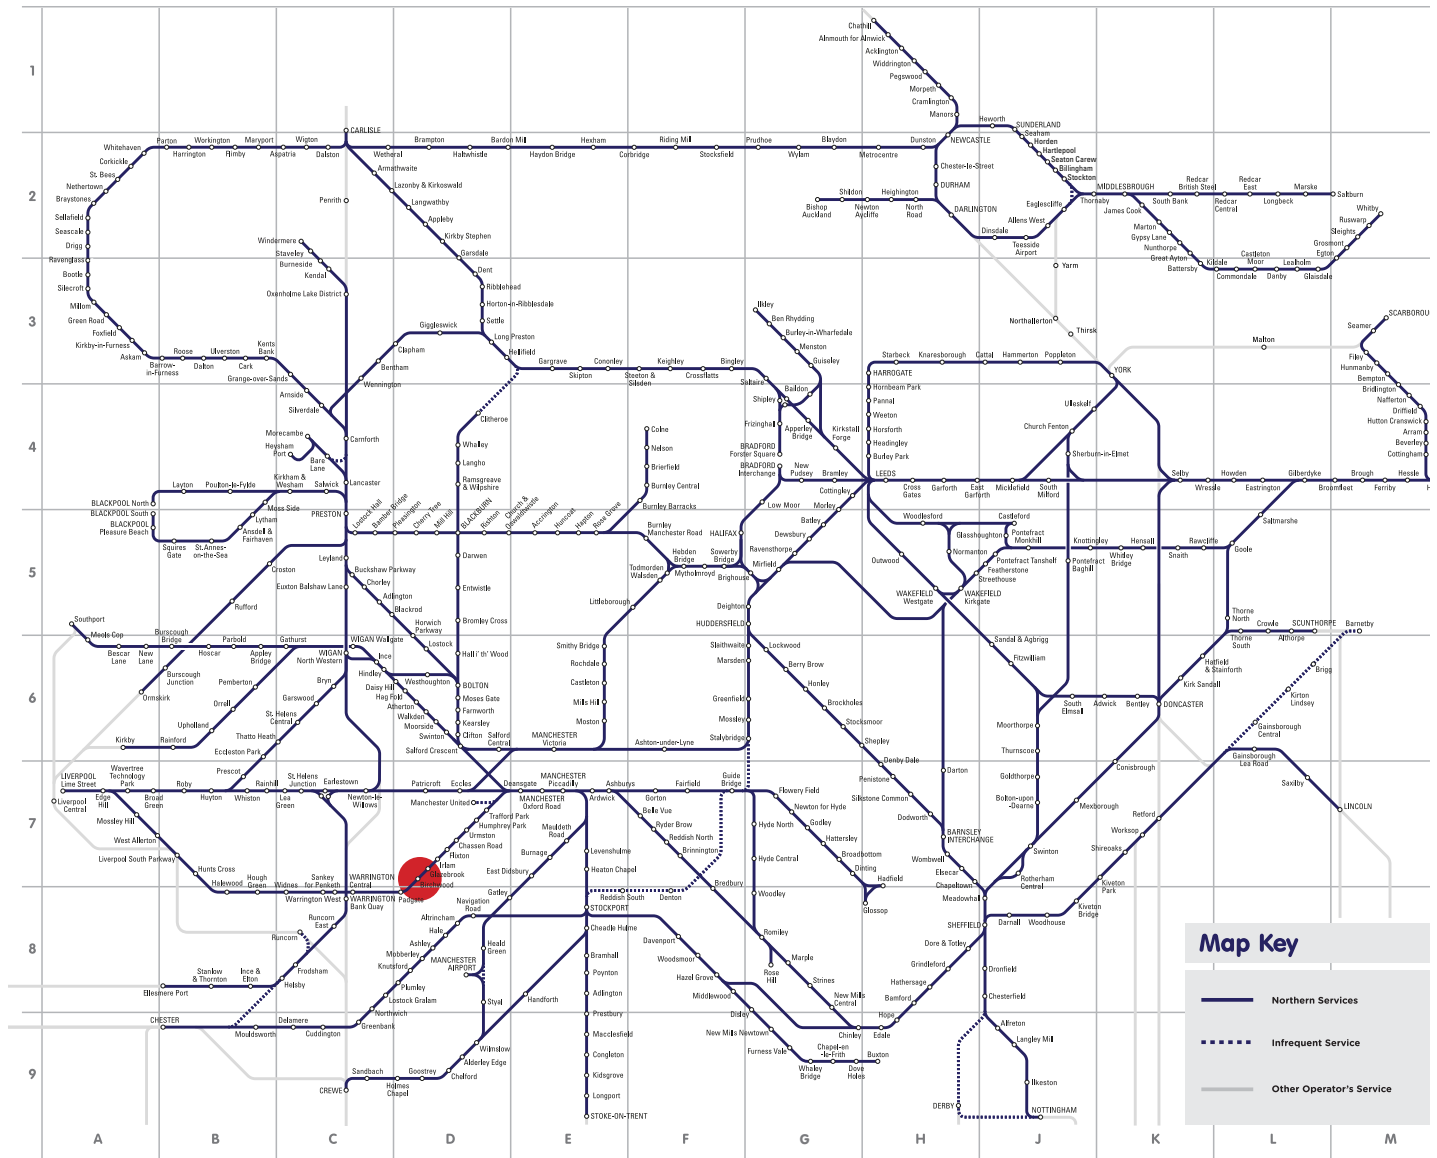 1
2
3
4
5
6
7
8
9
A
B
C
D
E
F
G
H
J
K
L
M
Chathill
Alnmouth for Alnwick
Acklington
Widdrington
Pegswood
Morpeth
Cramlington
Manors
Heworth
SUNDERLAND
Seaham
Horden
Hartlepool
Seaton Carew
Billingham
Stockton
CARLISLE
Whitehaven
Parton
Harrington
Workington
Flimby
Maryport
Aspatria
Wigton
Dalston
Wetheral
Brampton
Haltwhistle
Bardon Mill
Haydon Bridge
Hexham
Corbridge
Riding Mill
Stocksfield
Prudhoe
Wylam
Blaydon
Metrocentre
Dunston
NEWCASTLE
Chester-le-Street
DURHAM
DARLINGTON
Corkickle
St. Bees
Nethertown
Braystones
Sellafield
Seascale
Drigg
Ravenglass
Bootle
Silecroft
Millom
Green Road
Foxfield
Kirkby-in-Furness
Askam
Barrow-
in-Furness
Roose
Dalton
Ulverston
Cark
Kents
Bank
Grange-over-Sands
Arnside
Silverdale
Armathwaite
Lazonby & Kirkoswald
Langwathby
Appleby
Kirkby Stephen
Garsdale
Dent
Ribblehead
Horton-in-Ribblesdale
Settle
Long Preston
Hellifield
Penrith
Windermere
Staveley
Burneside
Kendal
Oxenholme Lake District
Giggleswick
Clapham
Bentham
Wennington
Bishop
Auckland
Shildon
Newton
Aycliffe
Heighington
North
Road
Dinsdale
Teesside
Airport
Allens West
Eaglescliffe
Thornaby
MIDDLESBROUGH
James Cook
Marton
Gypsy Lane
Nunthorpe
Great Ayton
Battersby
Kildale
Commondale
Castleton
Moor
Danby
Lealholm
Glaisdale
Egton
Grosmont
Sleights
Ruswarp
Whitby
South Bank
Redcar
British Steel
Redcar
Central
Redcar
East
Longbeck
Marske
Saltburn
Yarm
Northallerton
Thirsk
Malton
SCARBOROU
Seamer
Filey
Hunmanby
Bempton
Bridlington
Nafferton
Driffield
Hutton Cranswick
Arram
Beverley
Cottingham
Gargrave
Skipton
Cononley
Steeton &
Silsden
Keighley
Crossflatts
Bingley
Saltaire
Shipley
Frizinghall
BRADFORD
Forster Square
BRADFORD
Interchange
Ilkley
Ben Rhydding
Burley-in-Wharfedale
Menston
Guiseley
Baildon
Apperley
Bridge
Kirkstall
Forge
Starbeck
Knaresborough
Cattal
Hammerton
Poppleton
YORK
HARROGATE
Hornbeam Park
Pannal
Weeton
Horsforth
Headingley
Burley Park
LEEDS
Ulleskelf
Church Fenton
Sherburn-in-Elmet
Cross
Gates
Garforth
East
Garforth
Micklefield
South
Milford
Selby
Wressle
Howden
Eastrington
Gilberdyke
Broomfleet
Brough
Ferriby
Hessle
H
Saltmarshe
Goole
Morecambe
Heysham
Port
Bare
Lane
Carnforth
Lancaster
Clitheroe
Whalley
Langho
Ramsgreave
& Wilpshire
BLACKBURN
Colne
Nelson
Brierfield
Burnley Central
Burnley Barracks
Layton
Poulton-le-Fylde
Kirkham &
Wesham
Salwick
PRESTON
BLACKPOOL North
BLACKPOOL South
BLACKPOOL
Pleasure Beach
Squires
Gate
St.Annes-
on-the-Sea
Ansdell &
Fairhaven
Lytham
Moss Side
Lostock Hall
Bamber Bridge
Pleasington
Cherry Tree
Mill Hill
Rishton
Church &
Oswaldtwistle
Accrington
Huncoat
Hapton
Rose Grove
Burnley
Manchester Road
Hebden
Bridge
Mytholmroyd
Sowerby
Bridge
HALIFAX
Low Moor
New
Pudsey
Bramley
Cottingley
Morley
Batley
Dewsbury
Ravensthorpe
Mirfield
Brighouse
Deighton
HUDDERSFIELD
Slaithwaite
Marsden
Greenfield
Mossley
Stalybridge
Todmorden
Walsden
Littleborough
Smithy Bridge
Rochdale
Castleton
Mills Hill
Moston
Leyland
Croston
Rufford
Euxton Balshaw Lane
Buckshaw Parkway
Chorley
Adlington
Blackrod
Horwich
Parkway
Lostock
Darwen
Entwistle
Bromley Cross
Hall i' th' Wood
BOLTON
Moses Gate
Farnworth
Kearsley
Clifton
Salford
Central
Salford Crescent
MANCHESTER
Victoria
Ashton-under-Lyne
Woodlesford
Castleford
Glasshoughton
Pontefract
Monkhill
Normanton
Pontefract Tanshelf
Featherstone
Streethouse
Knottingley
Whitley
Bridge
Hensall
Snaith
Rawcliffe
Pontefract
Baghill
Outwood
WAKEFIELD
Westgate
WAKEFIELD
Kirkgate
Sandal & Agbrigg
Fitzwilliam
South
Elmsall
Adwick
Bentley
DONCASTER
Kirk Sandall
Hatfield
& Stainforth
Thorne
North
Thorne
South
Crowle
Althorpe
SCUNTHORPE
Barnetby
Brigg
Kirton
Lindsey
Gainsborough
Central
Gainsborough
Lea Road
Saxilby
LINCOLN
Southport
Meols Cop
Bescar
Lane
New
Lane
Burscough
Bridge
Hoscar
Parbold
Appley
Bridge
Gathurst
WIGAN Wallgate
WIGAN
North Western
Ince
Hindley
Westhoughton
Daisy Hill
Hag Fold
Atherton
Walkden
Moorside
Swinton
Burscough
Junction
Ormskirk
Pemberton
Orrell
Upholland
Rainford
Kirkby
Bryn
Garswood
St. Helens
Central
Thatto Heath
Eccleston Park
Prescot
Lockwood
Berry Brow
Honley
Brockholes
Stocksmoor
Shepley
Denby Dale
Penistone
Silkstone Common
Dodworth
BARNSLEY
INTERCHANGE
Darton
Wombwell
Elsecar
Chapeltown
Meadowhall
Moorthorpe
Thurnscoe
Goldthorpe
Bolton-upon
-Dearne
Swinton
Rotherham
Central
Conisbrough
Mexborough
Retford
Worksop
Shireoaks
Kiveton
Park
Kiveton
Bridge
Woodhouse
Darnall
SHEFFIELD
LIVERPOOL
Lime Street
Liverpool
Central
Edge
Hill
Wavertree
Technology
Park
Broad
Green
Roby
Huyton
Whiston
Rainhill
Lea
Green
St.Helens
Junction
Earlestown
Newton-le-
Willows
Patricroft
Eccles
Deansgate
MANCHESTER
Oxford Road
MANCHESTER
Piccadilly
Ardwick
Ashburys
Gorton
Fairfield
Guide
Bridge
Flowery Field
Newton for Hyde
Godley
Hattersley
Broadbottom
Dinting
Hadfield
Glossop
Hyde North
Hyde Central
Woodley
Mossley Hill
West Allerton
Liverpool South Parkway
Hunts Cross
Halewood
Hough
Green
Widnes
Warrington West
Sankey
for Penketh
WARRINGTON
Central
WARRINGTON
Bank Quay
Padgate
Birchwood
Glazebrook
Irlam
Flixton
Chassen Road
Urmston
Humphrey Park
Trafford Park
Manchester United
Mauldeth
Road
Burnage
East Didsbury
Gatley
Levenshulme
Heaton Chapel
STOCKPORT
Belle Vue
Ryder Brow
Reddish North
Brinnington
Bredbury
Reddish South
Denton
Romiley
Rose
Hill
Marple
Strines
New Mills
Central
Chinley
Edale
Hope
Bamford
Hathersage
Grindleford
Dore & Totley
Dronfield
Chesterfield
Alfreton
Langley Mill
Ilkeston
NOTTINGHAM
DERBY
Runcorn
East
Runcorn
Frodsham
Helsby
Ince &
Elton
Stanlow
& Thornton
Ellesmere Port
CHESTER
Mouldsworth
Delamere
Cuddington
Greenbank
Northwich
Lostock Gralam
Plumley
Knutsford
Mobberley
Ashley
Hale
Altrincham
Navigation
Road
MANCHESTER
AIRPORT
Heald
Green
Styal
Wilmslow
Alderley Edge
Chelford
Goostrey
Holmes
Chapel
Sandbach
CREWE
Handforth
Cheadle Hulme
Bramhall
Poynton
Adlington
Prestbury
Macclesfield
Congleton
Kidsgrove
Longport
STOKE-ON-TRENT
Davenport
Woodsmoor
Hazel Grove
Middlewood
Disley
New Mills Newtown
Furness Vale
Whaley
Bridge
Chapel-en
-le-Frith
Dove
Holes
Buxton
Map Key
Northern Services
Infrequent Service
Other Operator's Service